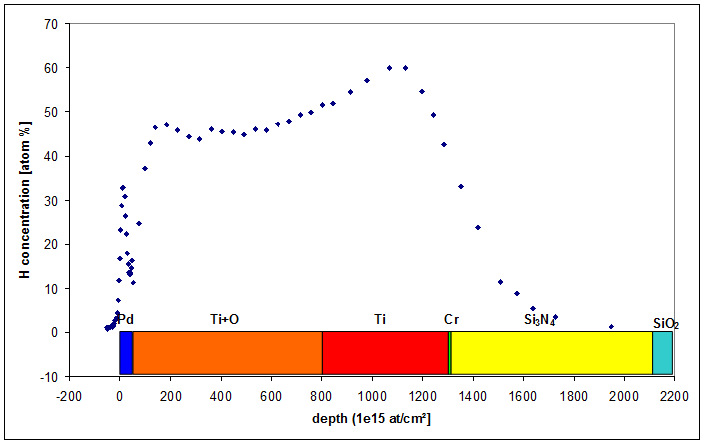 70
60
50
40
30
20
10
0
-10
H concentration [atom %]
Pd Ti+O Ti Cr Si₃N₄ SiO₂
-200 0 200 400 600 800 1000 1200 1400 1600 1800 2000 2200
depth (1e15 at/cm²]